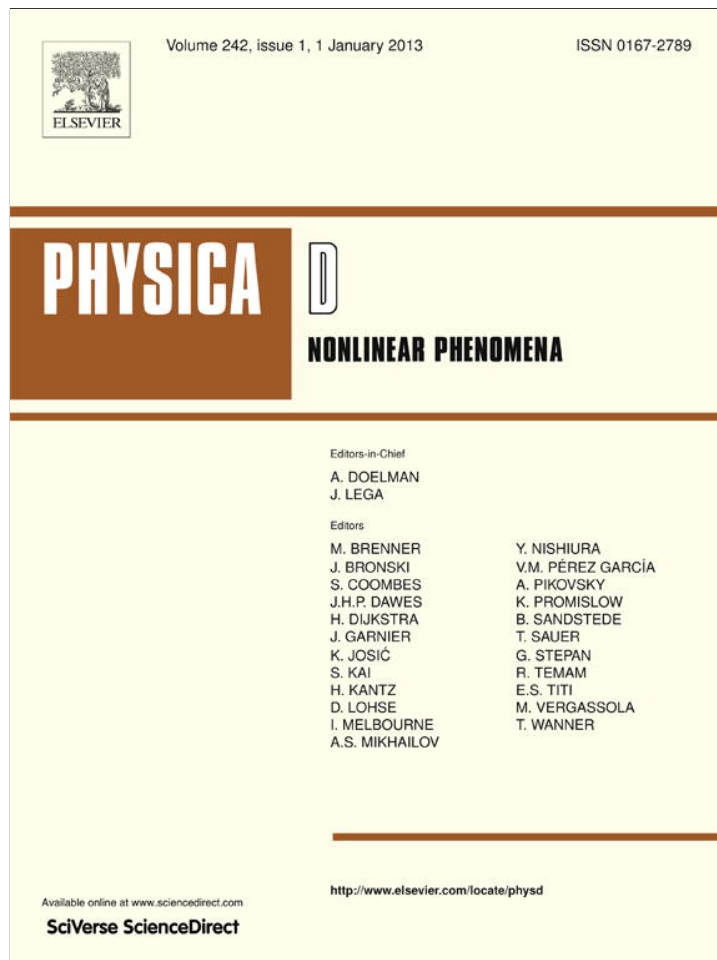 Volume 242, issue 1, 1 January 2013
ISSN 0167-2789
ELSEVIER
PHYSICA D
NONLINEAR PHENOMENA
Editors-in-Chief
A. DOELMAN
J. LEGA
Editors
M. BRENNER
J. BRONSKI
S. COOMBES
J.H.P. DAWES
H. DIJKSTRA
J. GARNIER
K. JOSIĆ
S. KAI
H. KANTZ
D. LOHSE
I. MELBOURNE
A.S. MIKHAILOV
Y. NISHIURA
V.M. PÉREZ GARCÍA
A. PIKOVSKY
K. PROMISLOW
B. SANDSTEDE
T. SAUER
G. STEPAN
R. TEMAM
E.S. TITI
M. VERGASSOLA
T. WANNER
http://www.elsevier.com/locate/physd
Available online at www.sciencedirect.com
SciVerse ScienceDirect